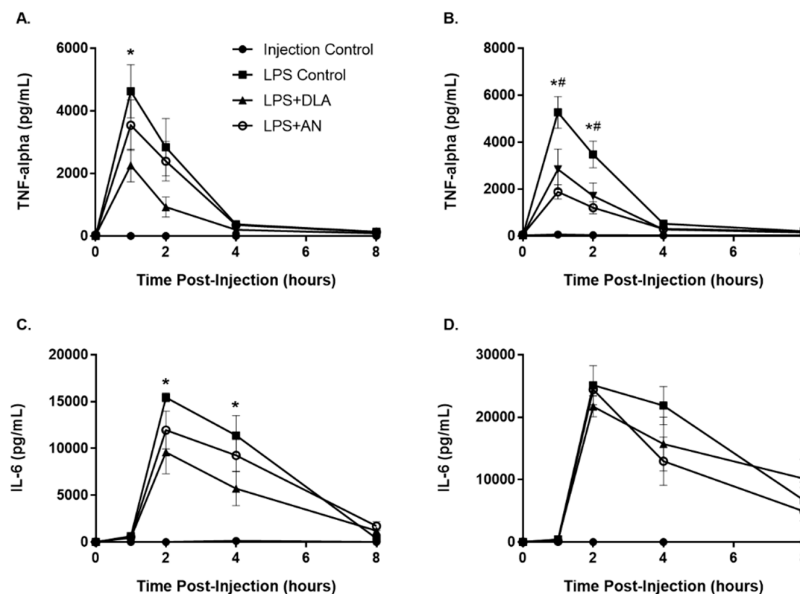 A.
TNF-alpha (pg/mL)
6000
4000
2000
0
*
Injection Control
LPS Control
LPS+DLA
LPS+AN
0 2 4 6 8
Time Post-Injection (hours)
B.
TNF-alpha (pg/mL)
8000
6000
4000
2000
0
*#
*#
0 2 4 6
Time Post-Injection (hours)
C.
IL-6 (pg/mL)
20000
15000
10000
5000
0
*
*
0 2 4 6 8
Time Post-Injection (hours)
D.
IL-6 (pg/mL)
30000
20000
10000
0
0 2 4 6
Time Post-Injection (hours)